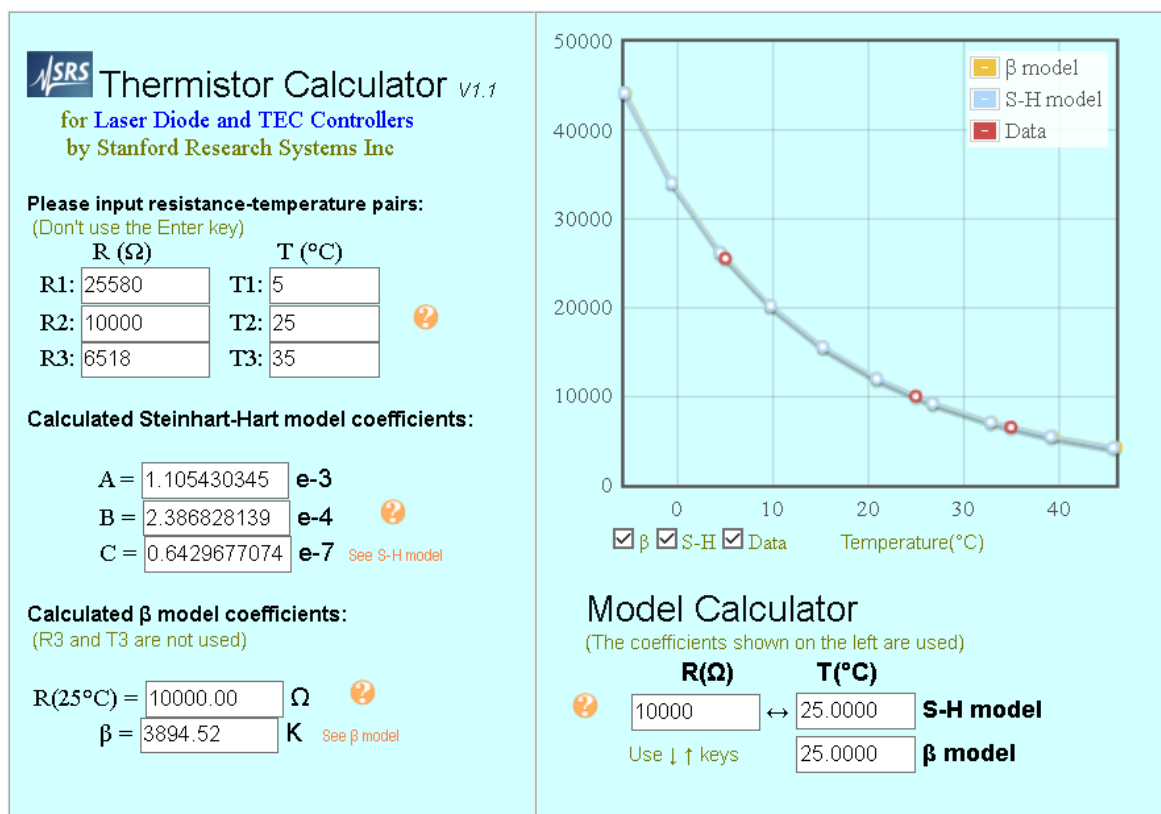 SRS Thermistor Calculator V1.1
for Laser Diode and TEC Controllers
by Stanford Research Systems Inc
Please input resistance-temperature pairs:
(Don't use the Enter key)
R (Ω) T (°C)
R1: 25580 T1: 5
R2: 10000 T2: 25 ?
R3: 6518 T3: 35
Calculated Steinhart-Hart model coefficients:
A = 1.105430345 e-3
B = 2.386828139 e-4 ?
C = 0.6429677074 e-7 See S-H model
Calculated β model coefficients:
(R3 and T3 are not used)
R(25°C) = 10000.00 Ω ?
β = 3894.52 K See β model
50000
40000
30000
20000
10000
0
β model
S-H model
Data
0 10 20 30 40
β S-H Data Temperature(°C)
Model Calculator
(The coefficients shown on the left are used)
R(Ω) T(°C)
? 10000 ↔ 25.0000 S-H model
Use ↓ ↑ keys 25.0000 β model